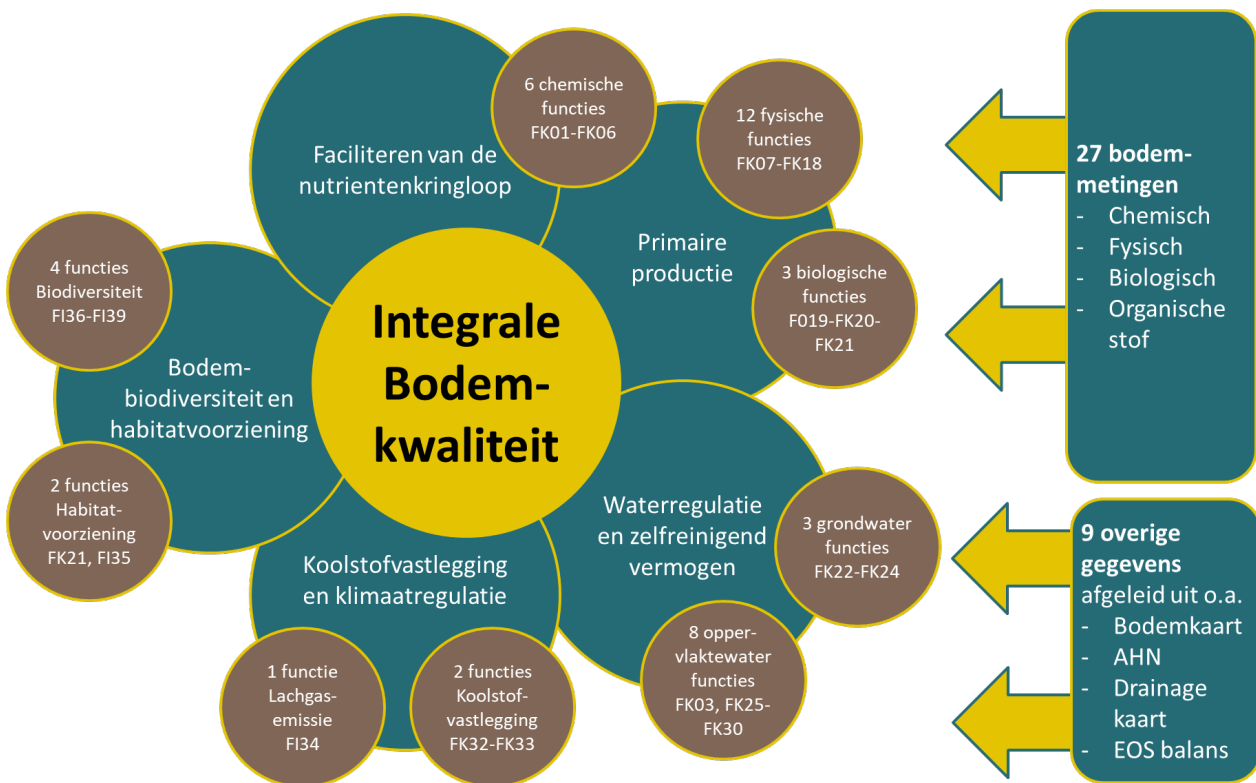 6 chemische
functies
FK01-FK06
12 fysische
functies
FK07-FK18
Faciliteren van de
nutrientenkringloop
Primaire
productie
3 biologische
functies
F019-FK20-
FK21
4 functies
Biodiversiteit
FI36-FI39
Integrale
Bodem-
kwaliteit
Bodem-
biodiversiteit en
habitatvoorziening
2 functies
Habitat-
voorziening
FK21, FI35
Waterregulatie
en zelfreinigend
vermogen
3 grondwater
functies
FK22-FK24
Koolstofvastlegging
en klimaatregulatie
8 opper-
vlaktewater
functies
FK03, FK25-
FK30
1 functie
Lachgas-
emissie
FI34
2 functies
Koolstof-
vastlegging
FK32-FK33
27 bodem-
metingen
- Chemisch
- Fysisch
- Biologisch
- Organische
stof
9 overige
gegevens
afgeleid uit o.a.
- Bodemkaart
- AHN
- Drainage
kaart
- EOS balans